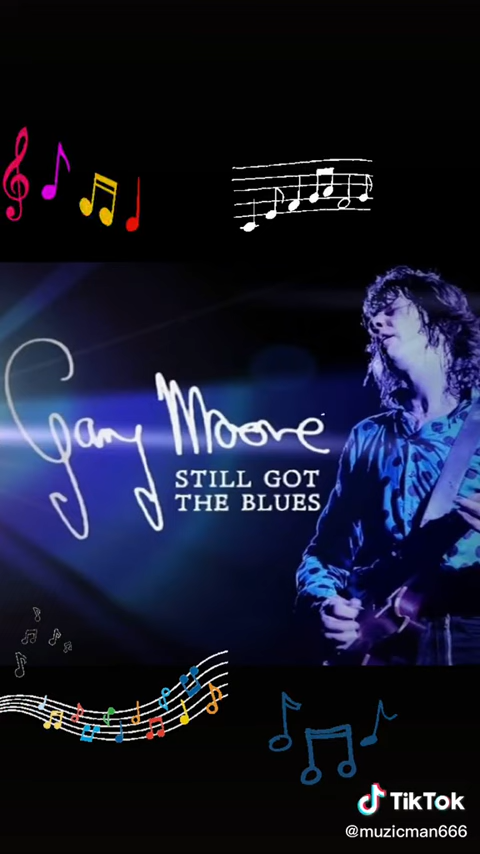 Gary Moore
STILL GOT
THE BLUES
TikTok
@muzicman666